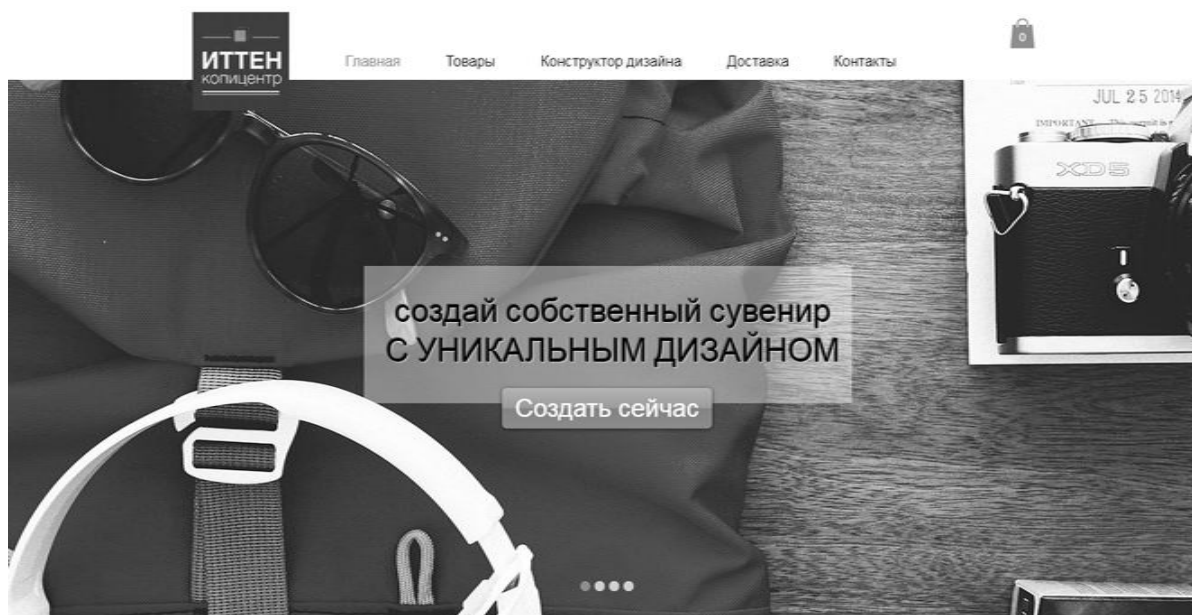 ИТТЕН
копицентр
Главная
Товары
Конструктор дизайна
Доставка
Контакты
0
JUL 25 2014
IMPORTANT
XD5
создай собственный сувенир
С УНИКАЛЬНЫМ ДИЗАЙНОМ
Создать сейчас